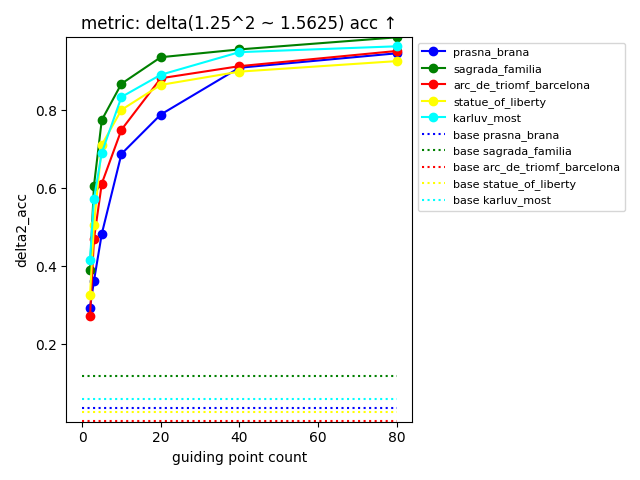 metric: delta(1.25^2 ~ 1.5625) acc ↑
delta2_acc
0.8
0.6
0.4
0.2
0
20
40
60
80
guiding point count
prasna_brana
sagrada_familia
arc_de_triomf_barcelona
statue_of_liberty
karluv_most
base prasna_brana
base sagrada_familia
base arc_de_triomf_barcelona
base statue_of_liberty
base karluv_most